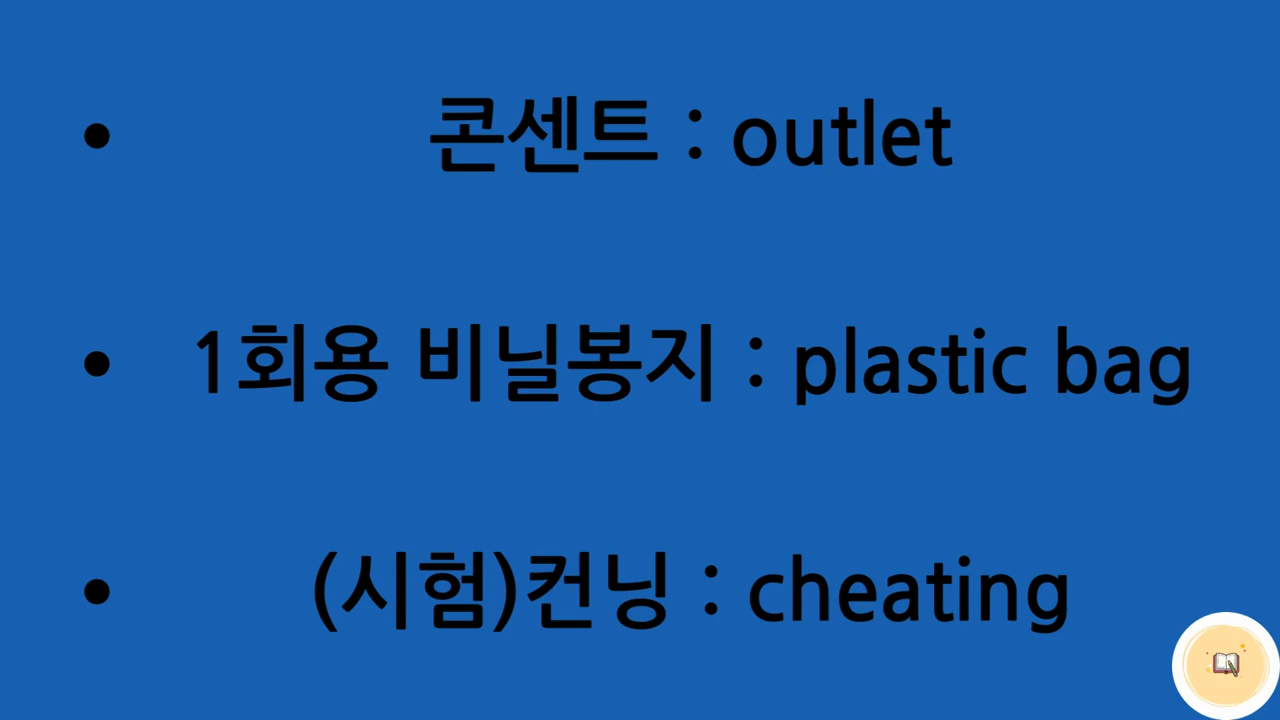 • 콘센트 : outlet
• 1회용 비닐봉지 : plastic bag
• (시험)컨닝 : cheating